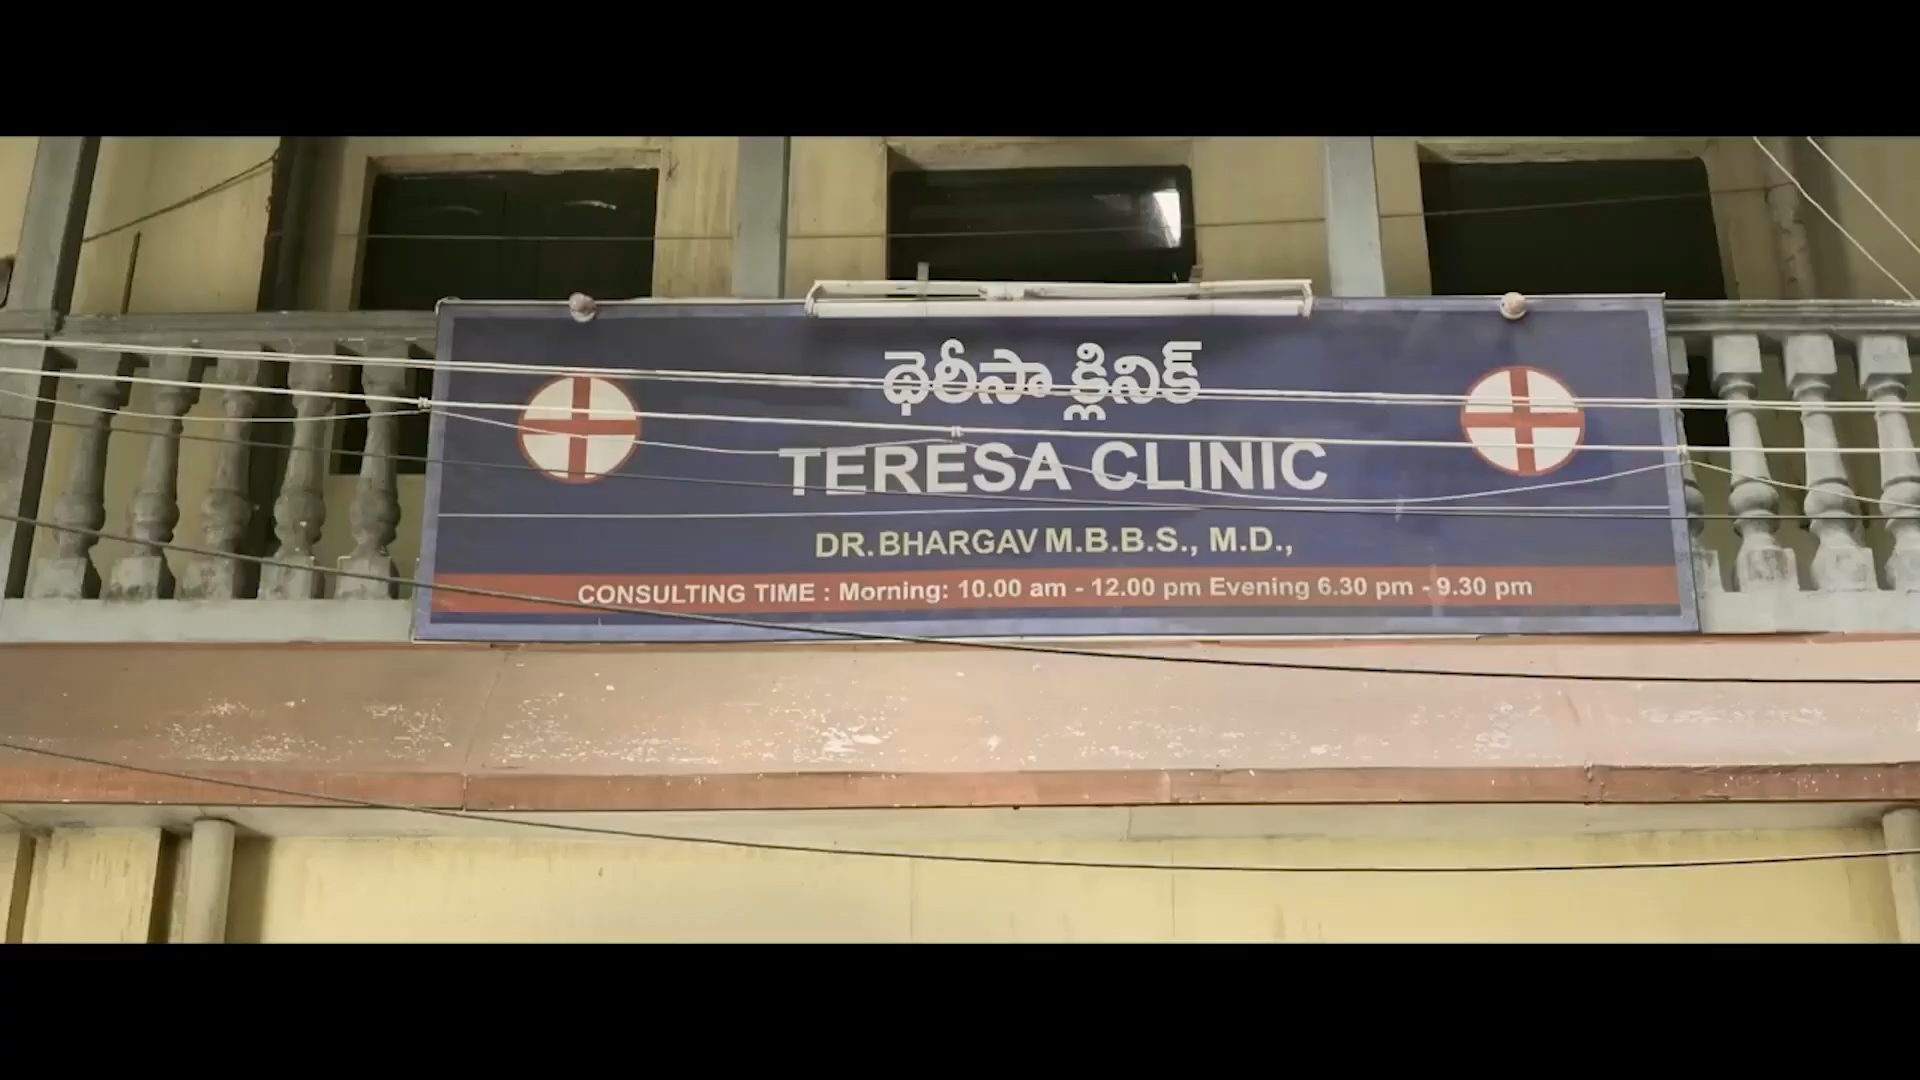 థెరీసా క్లినిక్
TERESA CLINIC
DR. BHARGAV M.B.B.S., M.D.,
CONSULTING TIME : Morning: 10.00 am - 12.00 pm Evening 6.30 pm - 9.30 pm